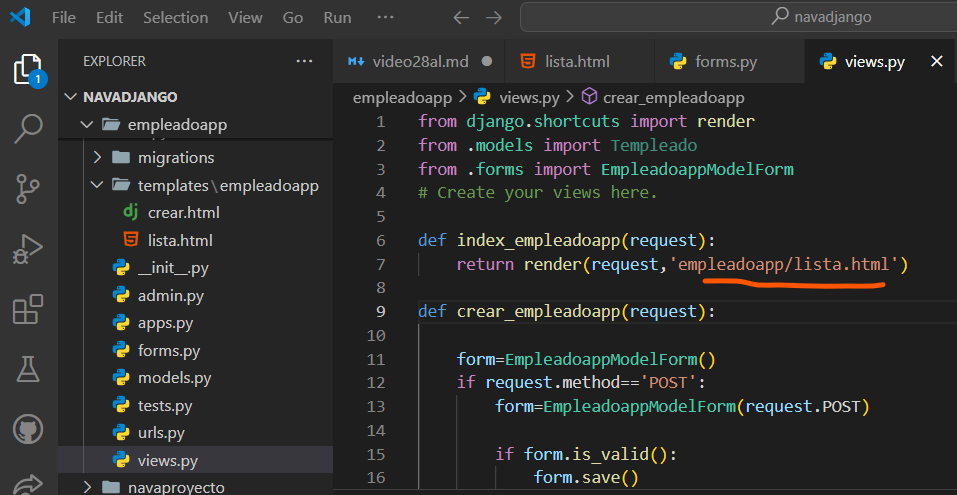 File Edit Selection View Go Run ··· navadjango
EXPLORER ···
NAVADJANGO
empleadoapp
migrations
templates\empleadoapp
crear.html
lista.html
__init__.py
admin.py
apps.py
forms.py
models.py
tests.py
urls.py
views.py
navaproyecto
1
video28al.md ● lista.html forms.py views.py ×
empleadoapp > views.py > crear_empleadoapp
1 from django.shortcuts import render
2 from .models import Templeado
3 from .forms import EmpleadoappModelForm
4 # Create your views here.
5
6 def index_empleadoapp(request):
7 return render(request,'empleadoapp/lista.html')
8
9 def crear_empleadoapp(request):
10
11 form=EmpleadoappModelForm()
12 if request.method=='POST':
13 form=EmpleadoappModelForm(request.POST)
14
15 if form.is_valid():
16 form.save()